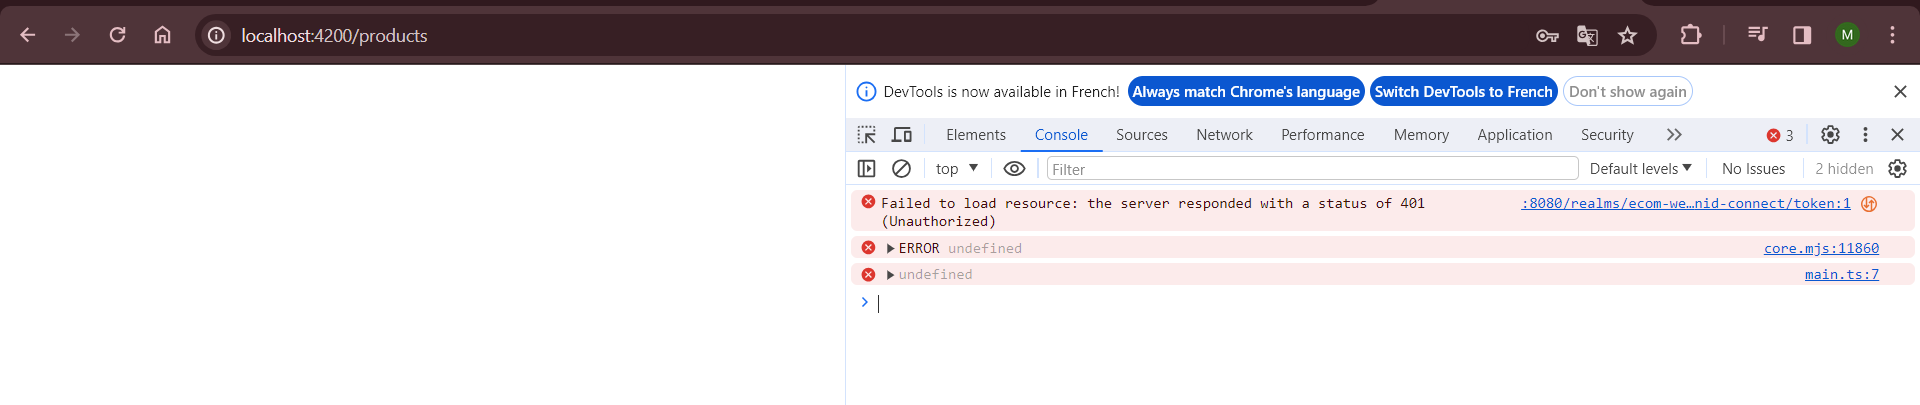 localhost:4200/products
M
DevTools is now available in French! Always match Chrome's language Switch DevTools to French Don't show again
Elements Console Sources Network Performance Memory Application Security 3
top Filter Default levels No Issues 2 hidden
Failed to load resource: the server responded with a status of 401 :8080/realms/ecom-we…nid-connect/token:1
(Unauthorized)
ERROR undefined core.mjs:11860
undefined main.ts:7